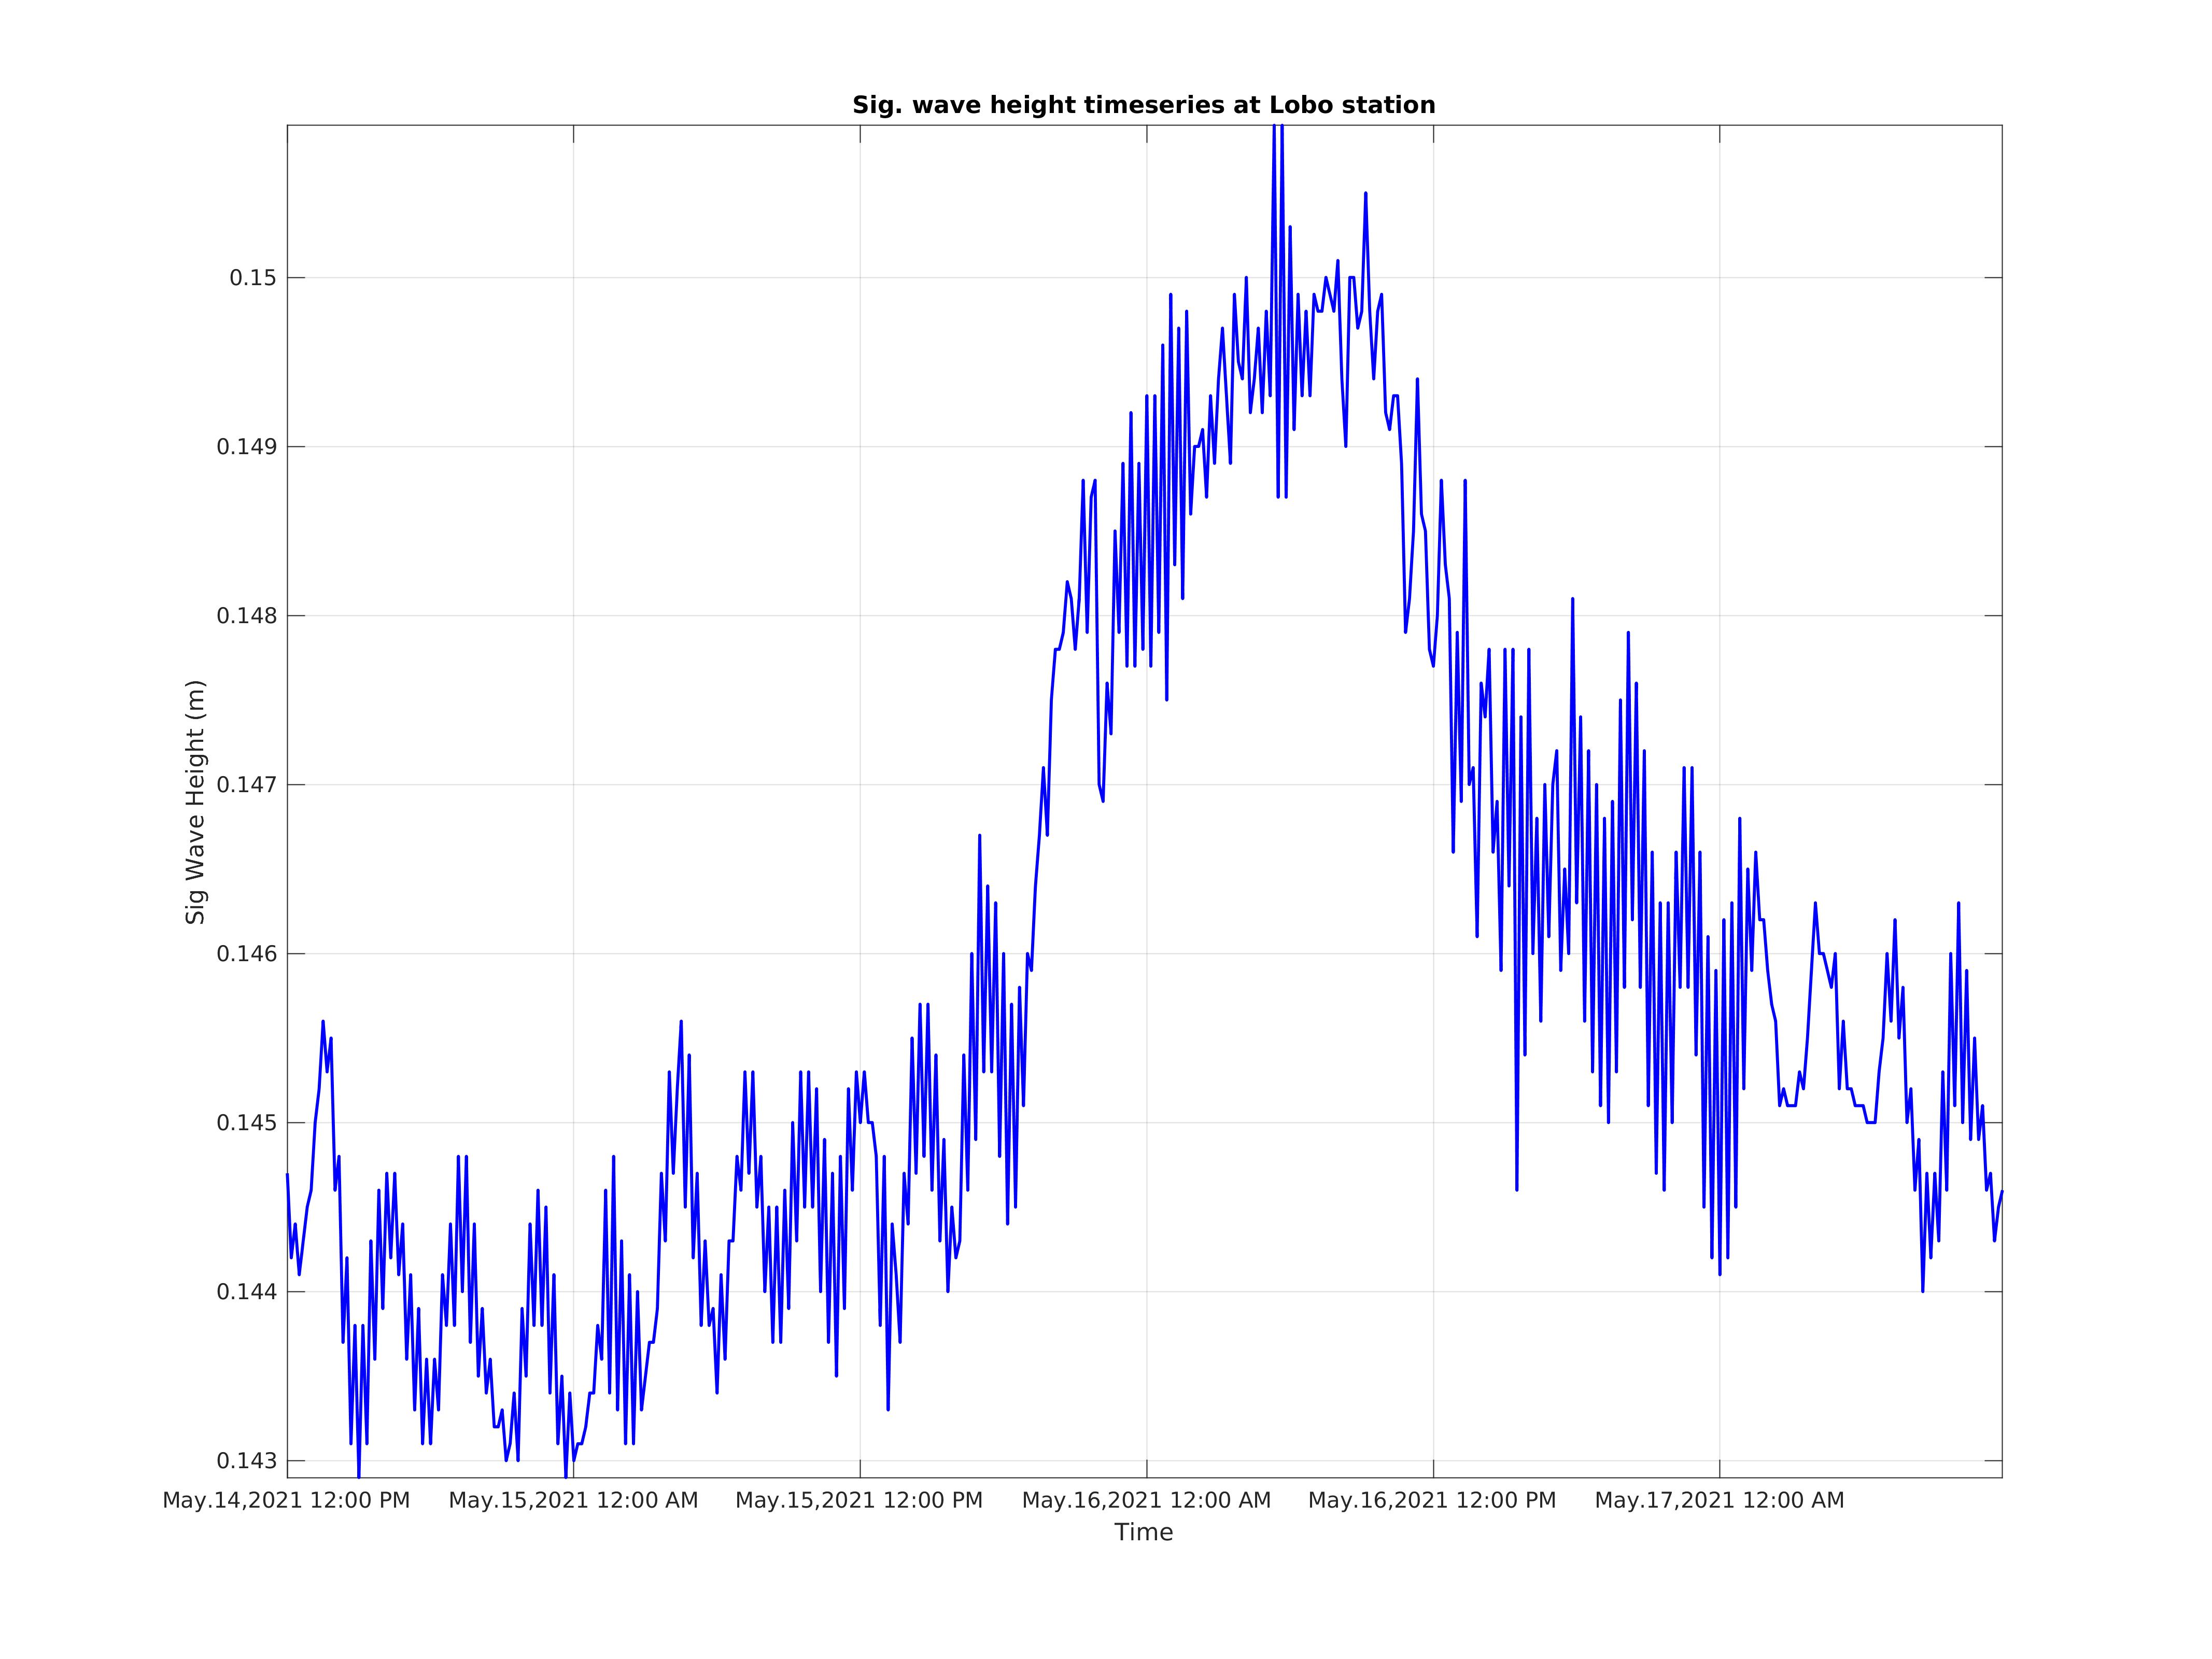 Sig. wave height timeseries at Lobo station
0.15
0.149
0.148
0.147
0.146
0.145
0.144
0.143
Sig Wave Height (m)
May.14,2021 12:00 PM
May.15,2021 12:00 AM
May.15,2021 12:00 PM
May.16,2021 12:00 AM
May.16,2021 12:00 PM
May.17,2021 12:00 AM
Time